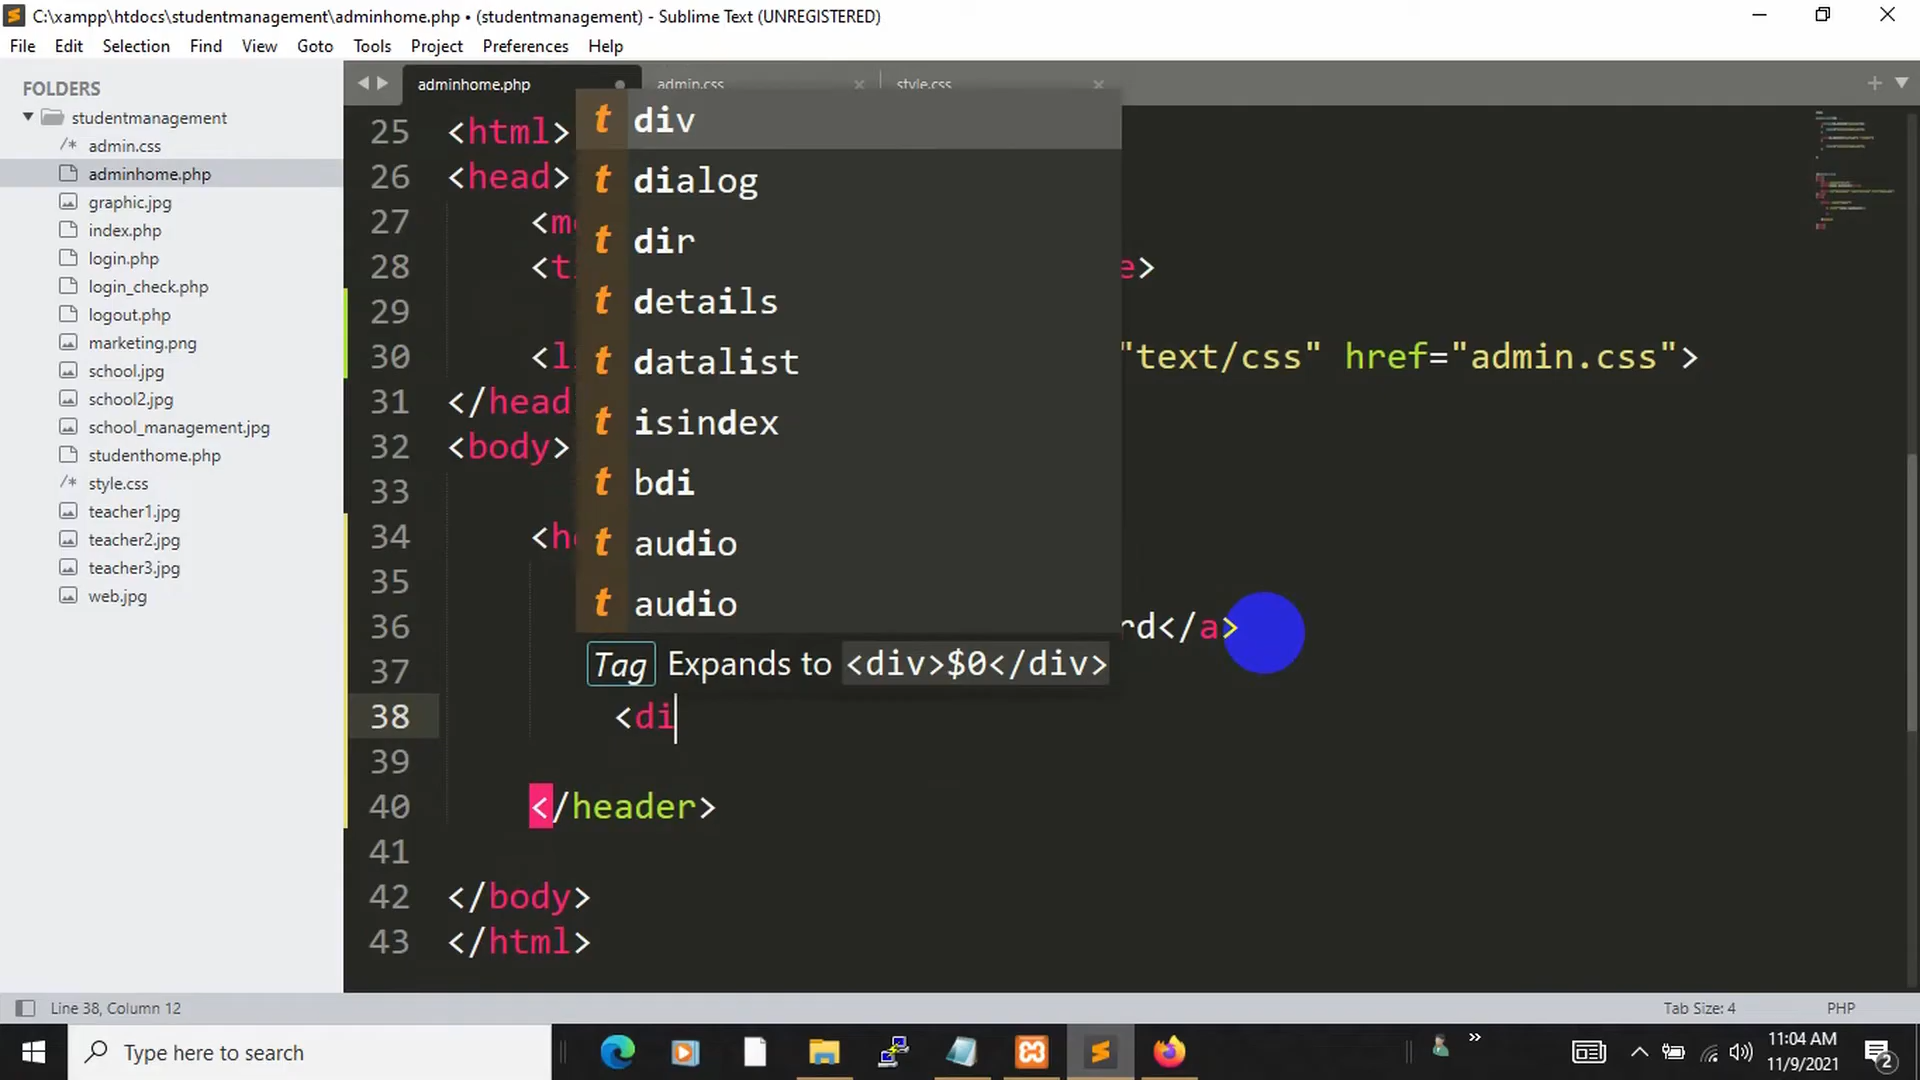 C:\xampp\htdocs\studentmanagement\adminhome.php • (studentmanagement) - Sublime Text (UNREGISTERED)
File Edit Selection Find View Goto Tools Project Preferences Help
FOLDERS
studentmanagement
/* admin.css
adminhome.php
graphic.jpg
index.php
login.php
login_check.php
logout.php
marketing.png
school.jpg
school2.jpg
school_management.jpg
studenthome.php
/* style.css
teacher1.jpg
teacher2.jpg
teacher3.jpg
web.jpg
adminhome.php admin.css style.css
25 <html>
26 <head>
27 <m
28 <t e>
29
30 <l "text/css" href="admin.css">
31 </head
32 <body>
33
34 <h
35
36 rd</a>
37
38 <di
39
40 </header>
41
42 </body>
43 </html>
t div
t dialog
t dir
t details
t datalist
t isindex
t bdi
t audio
t audio
Tag Expands to <div>$0</div>
Line 38, Column 12 Tab Size: 4 PHP
Type here to search
11:04 AM
11/9/2021
2